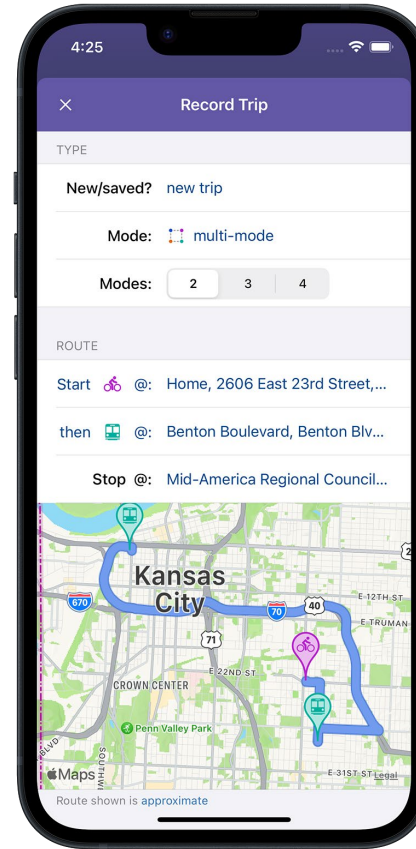 4:25
Record Trip
TYPE
New/saved? new trip
Mode: multi-mode
Modes: 2 3 4
ROUTE
Start @: Home, 2606 East 23rd Street,...
then @: Benton Boulevard, Benton Blv...
Stop @: Mid-America Regional Council...
Kansas
City
670
70
40
2
E 12TH ST
E TRUMAN
71
E 22ND ST
CROWN CENTER
Penn Valley Park
BLVD
SOUTHW
Maps
E 31ST ST
Legal
Route shown is approximate